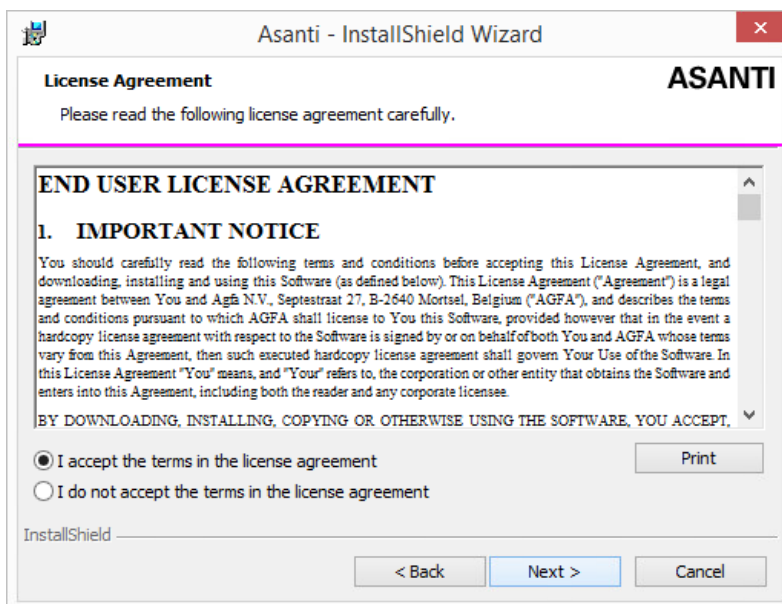 Asanti - InstallShield Wizard
License Agreement
ASANTI
Please read the following license agreement carefully.
END USER LICENSE AGREEMENT
1. IMPORTANT NOTICE
You should carefully read the following terms and conditions before accepting this License Agreement, and
downloading, installing and using this Software (as defined below). This License Agreement ("Agreement") is a legal
agreement between You and Agfa N.V., Septestraat 27, B-2640 Mortsel, Belgium ("AGFA"), and describes the terms
and conditions pursuant to which AGFA shall license to You this Software, provided however that in the event a
hardcopy license agreement with respect to the Software is signed by or on behalf of both You and AGFA whose terms
vary from this Agreement, then such executed hardcopy license agreement shall govern Your Use of the Software. In
this License Agreement "You" means, and "Your" refers to, the corporation or other entity that obtains the Software and
enters into this Agreement, including both the reader and any corporate licensee.
BY DOWNLOADING, INSTALLING, COPYING OR OTHERWISE USING THE SOFTWARE, YOU ACCEPT,
I accept the terms in the license agreement
Print
I do not accept the terms in the license agreement
InstallShield
< Back
Next >
Cancel